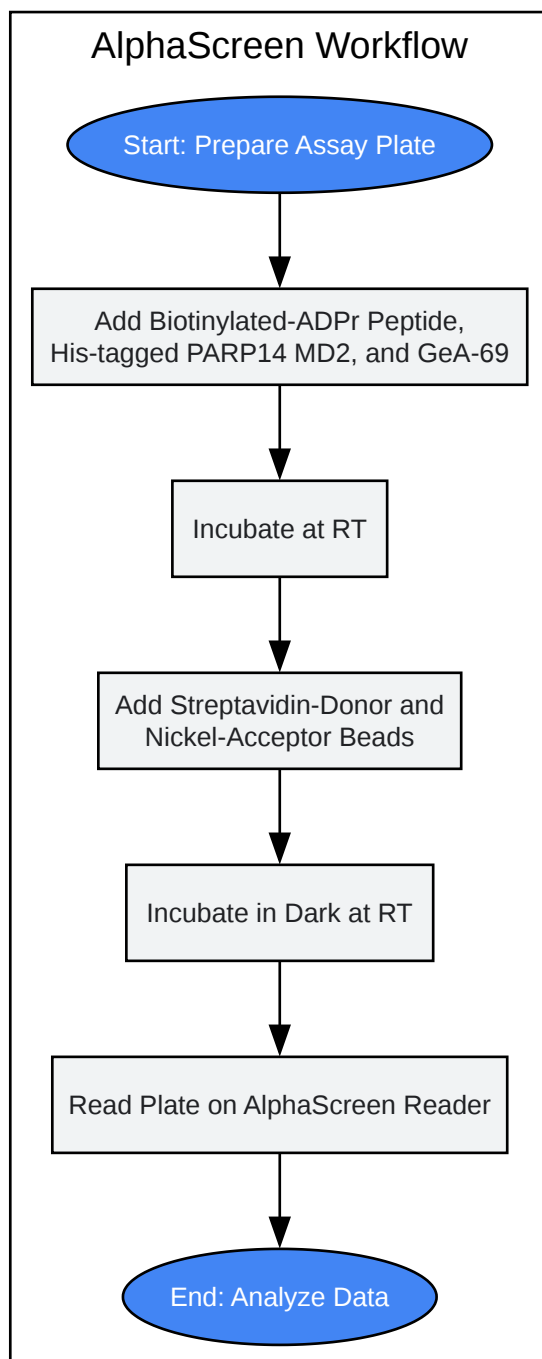 AlphaScreen Workflow
Start: Prepare Assay Plate
Add Biotinylated-ADPr Peptide,
His-tagged PARP14 MD2, and GeA-69
Incubate at RT
Add Streptavidin-Donor and
Nickel-Acceptor Beads
Incubate in Dark at RT
Read Plate on AlphaScreen Reader
End: Analyze Data